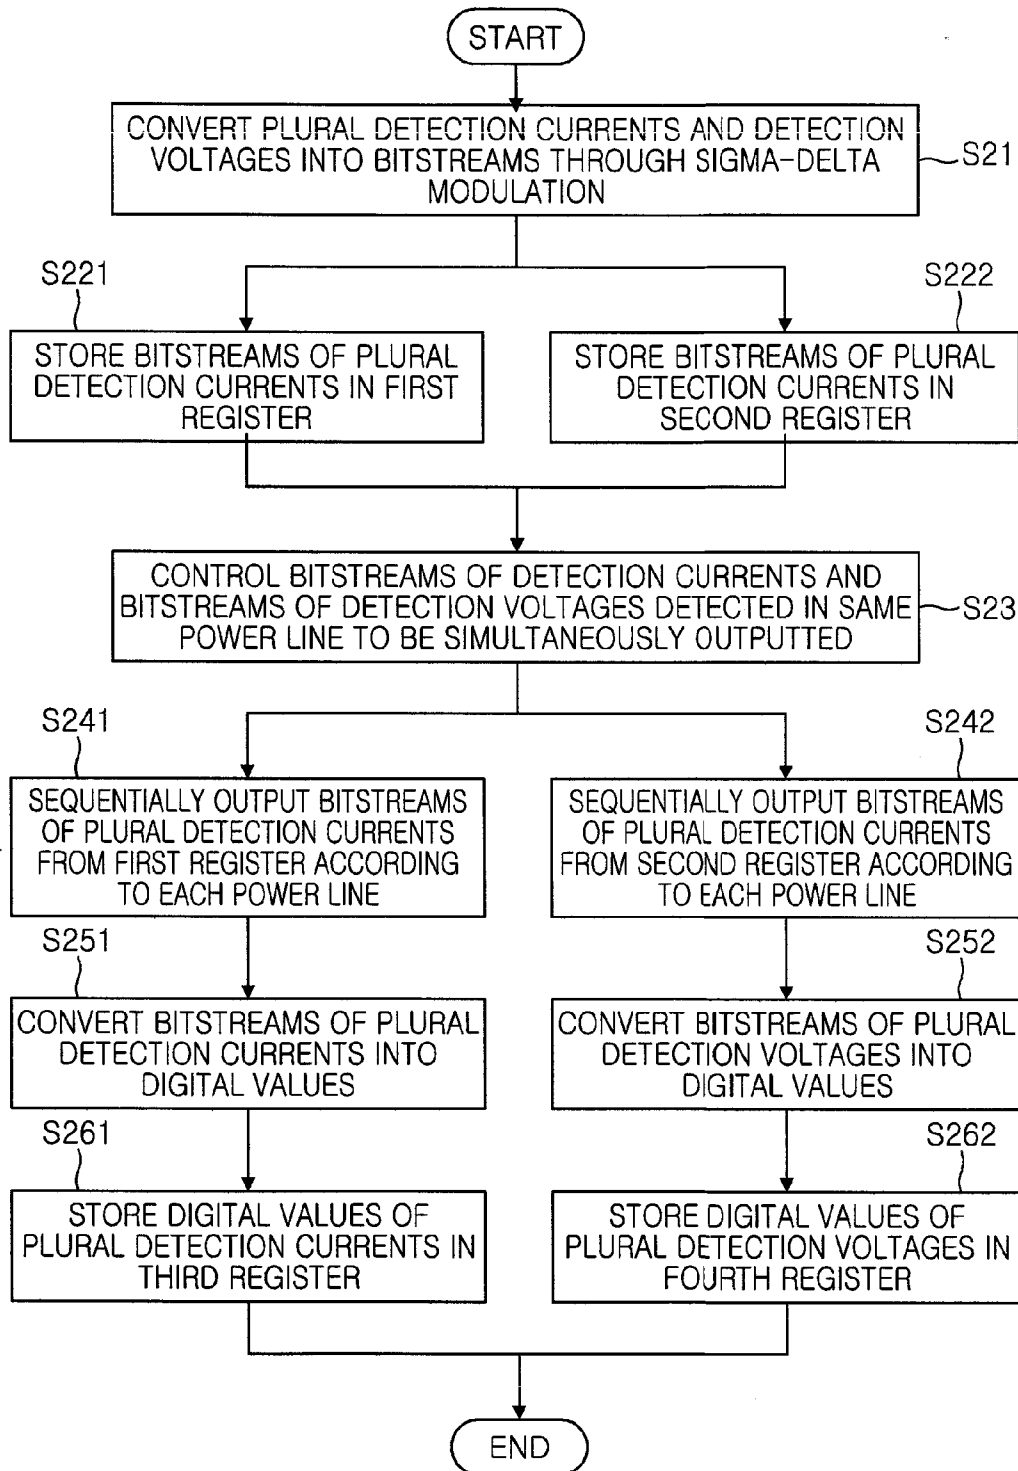 START
CONVERT PLURAL DETECTION CURRENTS AND DETECTION
VOLTAGES INTO BITSTREAMS THROUGH SIGMA-DELTA
MODULATION
S21
S221
STORE BITSTREAMS OF PLURAL
DETECTION CURRENTS IN FIRST
REGISTER
S222
STORE BITSTREAMS OF PLURAL
DETECTION CURRENTS IN
SECOND REGISTER
CONTROL BITSTREAMS OF DETECTION CURRENTS AND
BITSTREAMS OF DETECTION VOLTAGES DETECTED IN SAME
POWER LINE TO BE SIMULTANEOUSLY OUTPUTTED
S23
S241
SEQUENTIALLY OUTPUT BITSTREAMS
OF PLURAL DETECTION CURRENTS
FROM FIRST REGISTER ACCORDING
TO EACH POWER LINE
S242
SEQUENTIALLY OUTPUT BITSTREAMS
OF PLURAL DETECTION CURRENTS
FROM SECOND REGISTER ACCORDING
TO EACH POWER LINE
S251
CONVERT BITSTREAMS OF PLURAL
DETECTION CURRENTS INTO
DIGITAL VALUES
S252
CONVERT BITSTREAMS OF PLURAL
DETECTION VOLTAGES INTO
DIGITAL VALUES
S261
STORE DIGITAL VALUES OF
PLURAL DETECTION CURRENTS IN
THIRD REGISTER
S262
STORE DIGITAL VALUES OF
PLURAL DETECTION VOLTAGES IN
FOURTH REGISTER
END